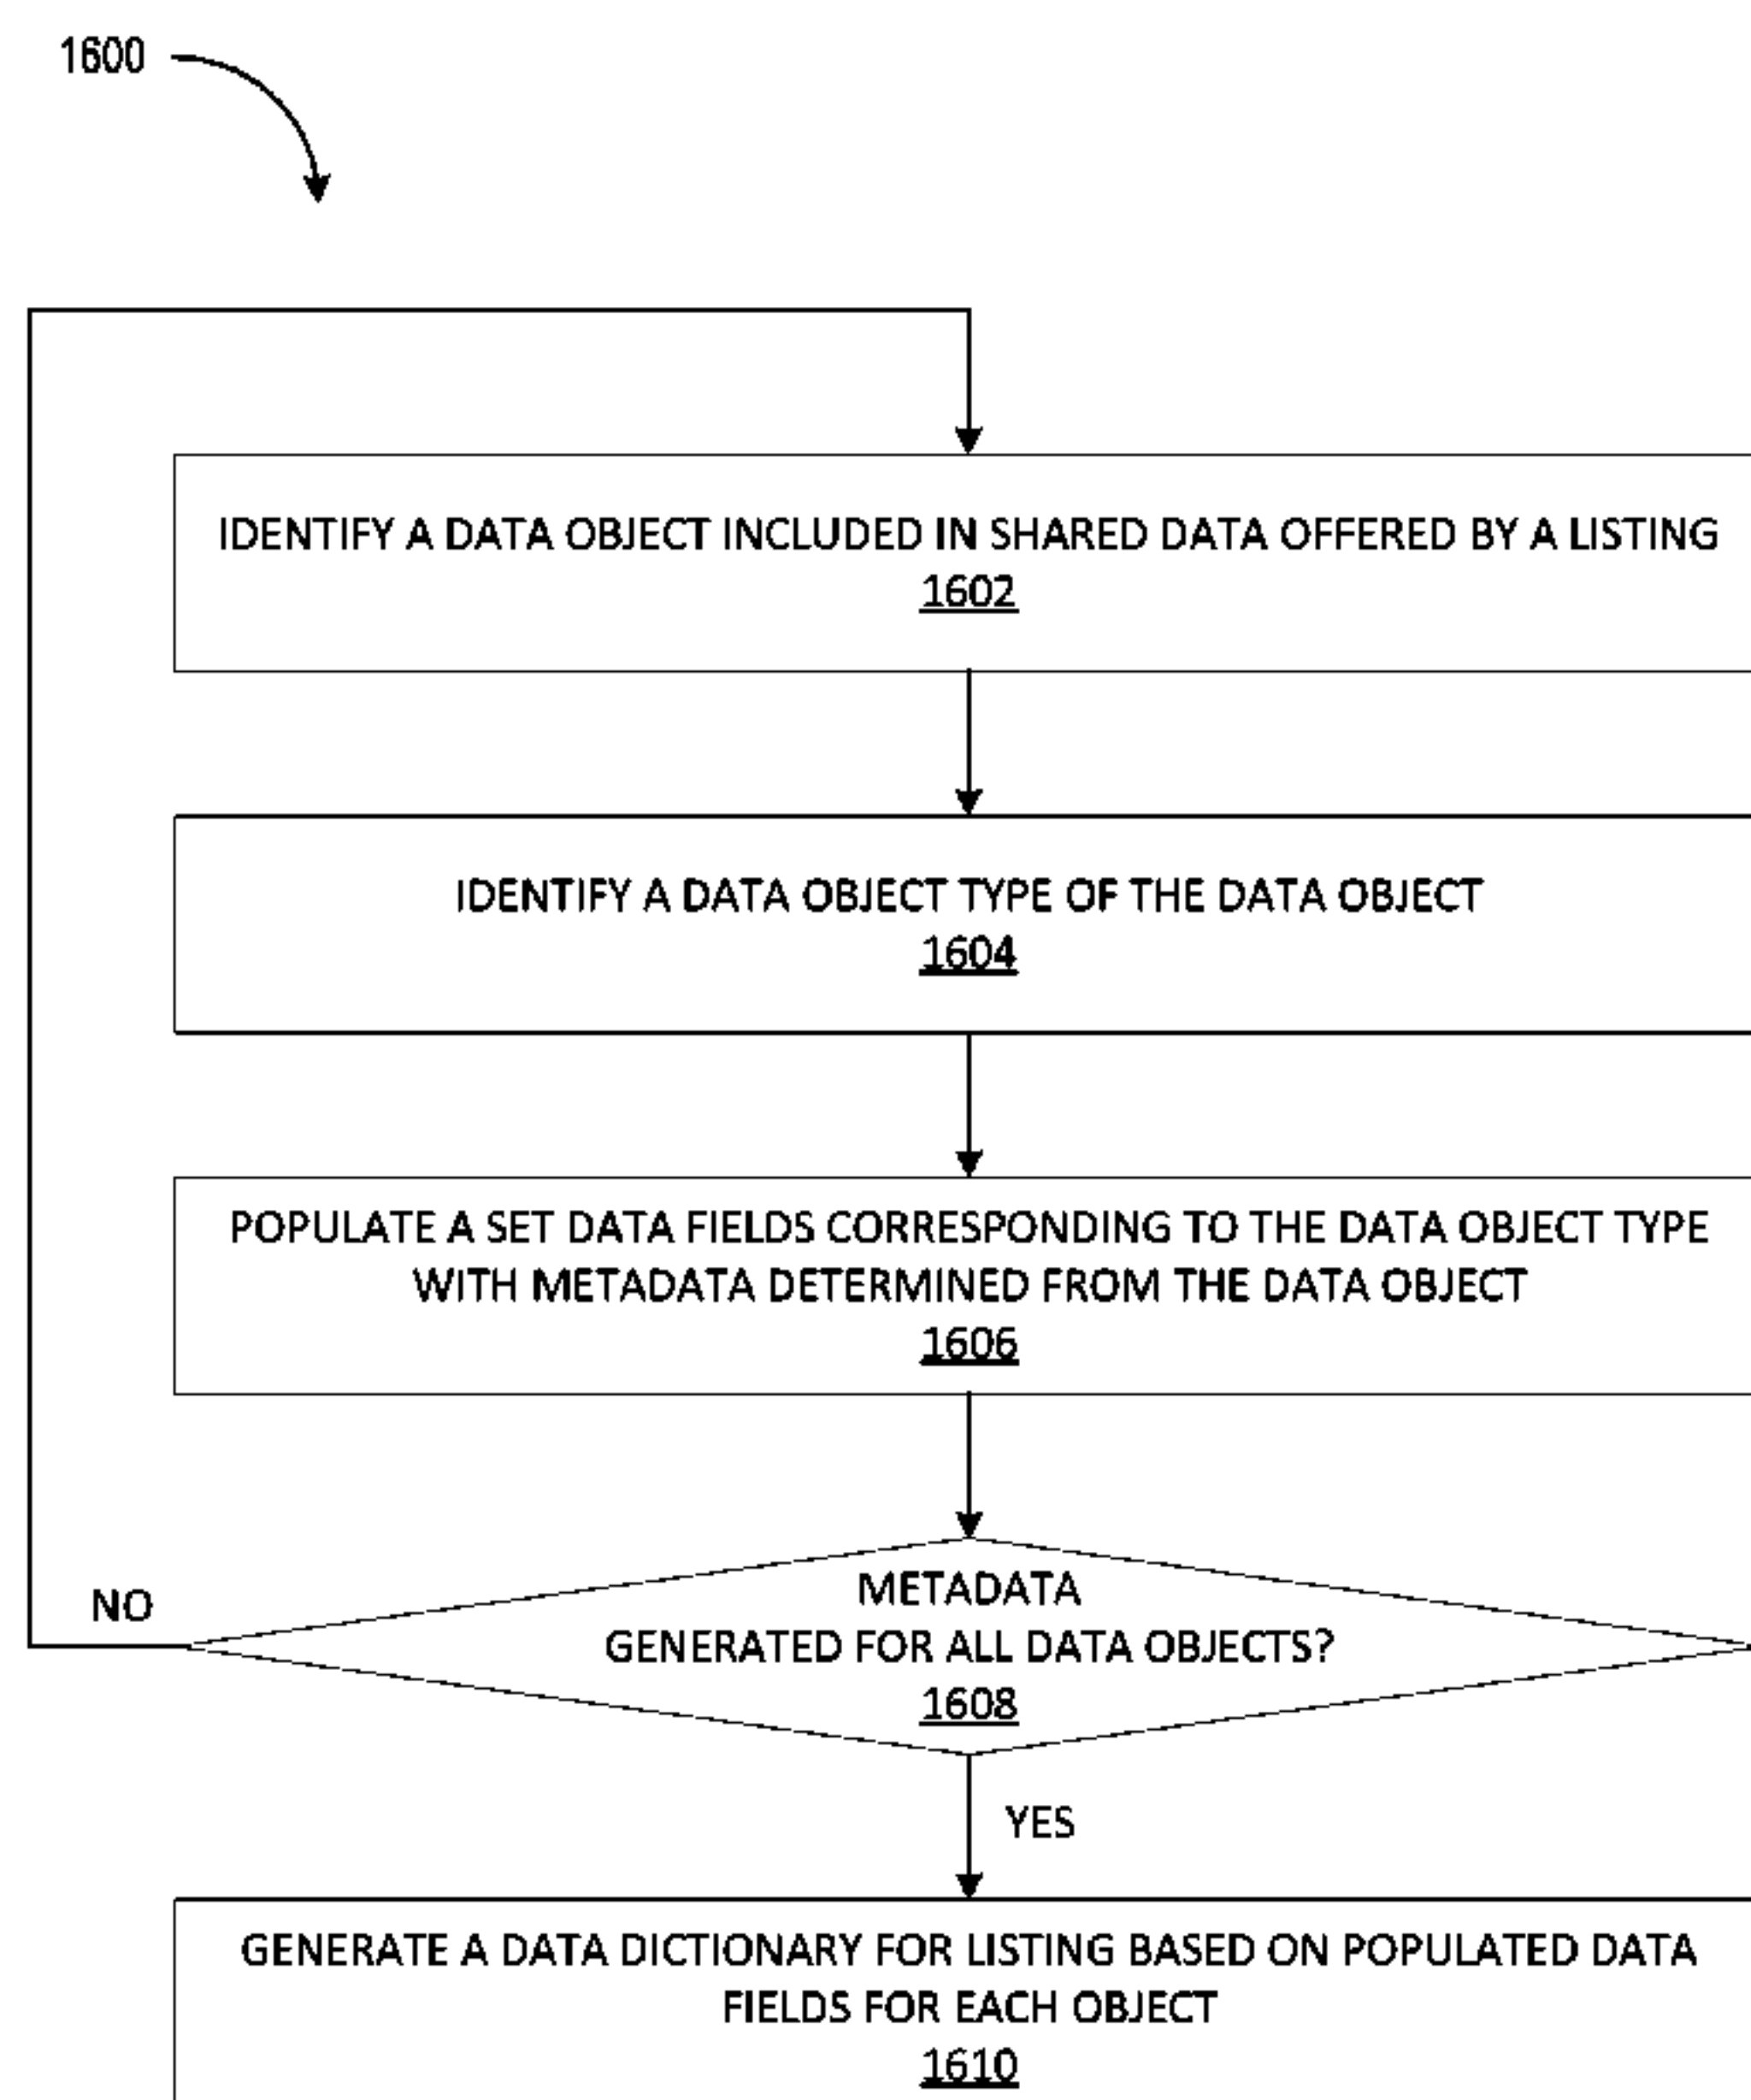 1600
IDENTIFY A DATA OBJECT INCLUDED IN SHARED DATA OFFERED BY A LISTING
1602
IDENTIFY A DATA OBJECT TYPE OF THE DATA OBJECT
1604
POPULATE A SET DATA FIELDS CORRESPONDING TO THE DATA OBJECT TYPE
WITH METADATA DETERMINED FROM THE DATA OBJECT
1606
METADATA
GENERATED FOR ALL DATA OBJECTS?
1608
NO
YES
GENERATE A DATA DICTIONARY FOR LISTING BASED ON POPULATED DATA
FIELDS FOR EACH OBJECT
1610